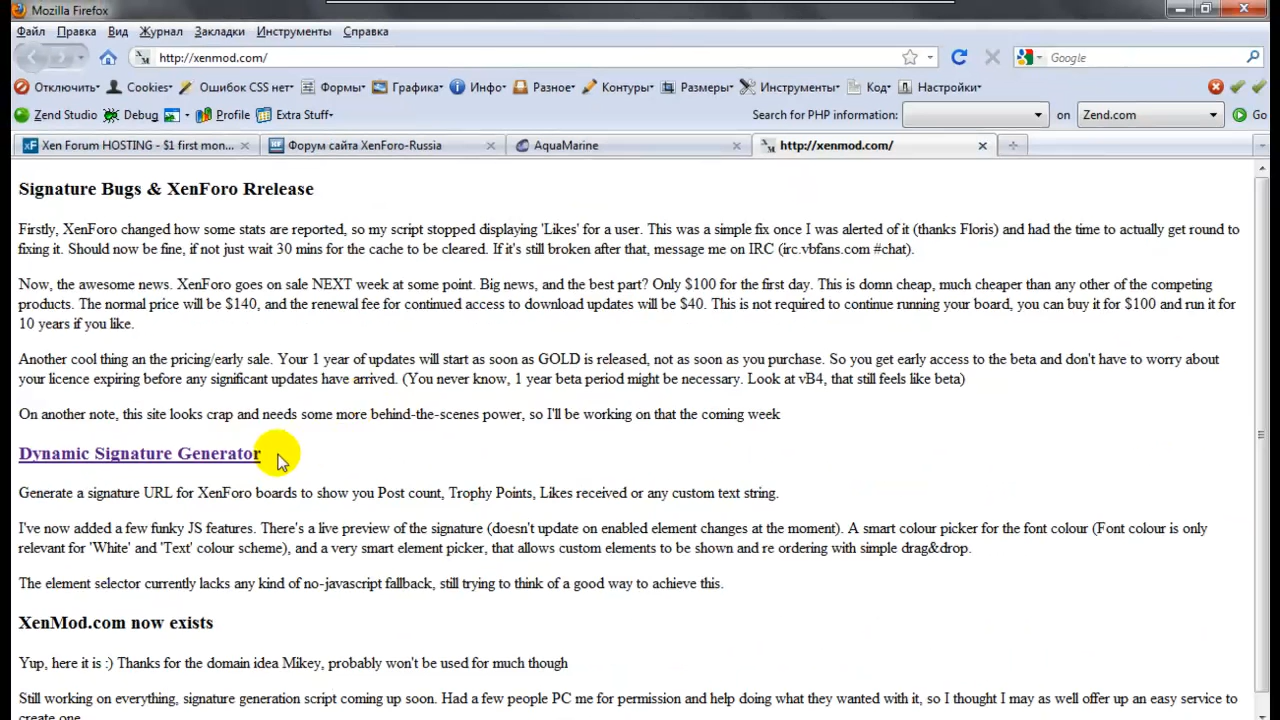 Mozilla Firefox
Файл Правка Вид Журнал Закладки Инструменты Справка
http://xenmod.com/
Google
Отключить Cookies Ошибок CSS нет Формы Графика Инфо Разное Контуры Размеры Инструменты Код Настройки
Zend Studio Debug Profile Extra Stuff Search for PHP information: on Zend.com Go
Xen Forum HOSTING - $1 first mon... Форум сайта XenForo-Russia AquaMarine http://xenmod.com/
Signature Bugs & XenForo Rrelease
Firstly, XenForo changed how some stats are reported, so my script stopped displaying 'Likes' for a user. This was a simple fix once I was alerted of it (thanks Floris) and had the time to actually get round to
fixing it. Should now be fine, if not just wait 30 mins for the cache to be cleared. If it's still broken after that, message me on IRC (irc.vbfans.com #chat).
Now, the awesome news. XenForo goes on sale NEXT week at some point. Big news, and the best part? Only $100 for the first day. This is domn cheap, much cheaper than any other of the competing
products. The normal price will be $140, and the renewal fee for continued access to download updates will be $40. This is not required to continue running your board, you can buy it for $100 and run it for
10 years if you like.
Another cool thing an the pricing/early sale. Your 1 year of updates will start as soon as GOLD is released, not as soon as you purchase. So you get early access to the beta and don't have to worry about
your licence expiring before any significant updates have arrived. (You never know, 1 year beta period might be necessary. Look at vB4, that still feels like beta)
On another note, this site looks crap and needs some more behind-the-scenes power, so I'll be working on that the coming week
Dynamic Signature Generator
Generate a signature URL for XenForo boards to show you Post count, Trophy Points, Likes received or any custom text string.
I've now added a few funky JS features. There's a live preview of the signature (doesn't update on enabled element changes at the moment). A smart colour picker for the font colour (Font colour is only
relevant for 'White' and 'Text' colour scheme), and a very smart element picker, that allows custom elements to be shown and re ordering with simple drag&drop.
The element selector currently lacks any kind of no-javascript fallback, still trying to think of a good way to achieve this.
XenMod.com now exists
Yup, here it is :) Thanks for the domain idea Mikey, probably won't be used for much though
Still working on everything, signature generation script coming up soon. Had a few people PC me for permission and help doing what they wanted with it, so I thought I may as well offer up an easy service to
create one